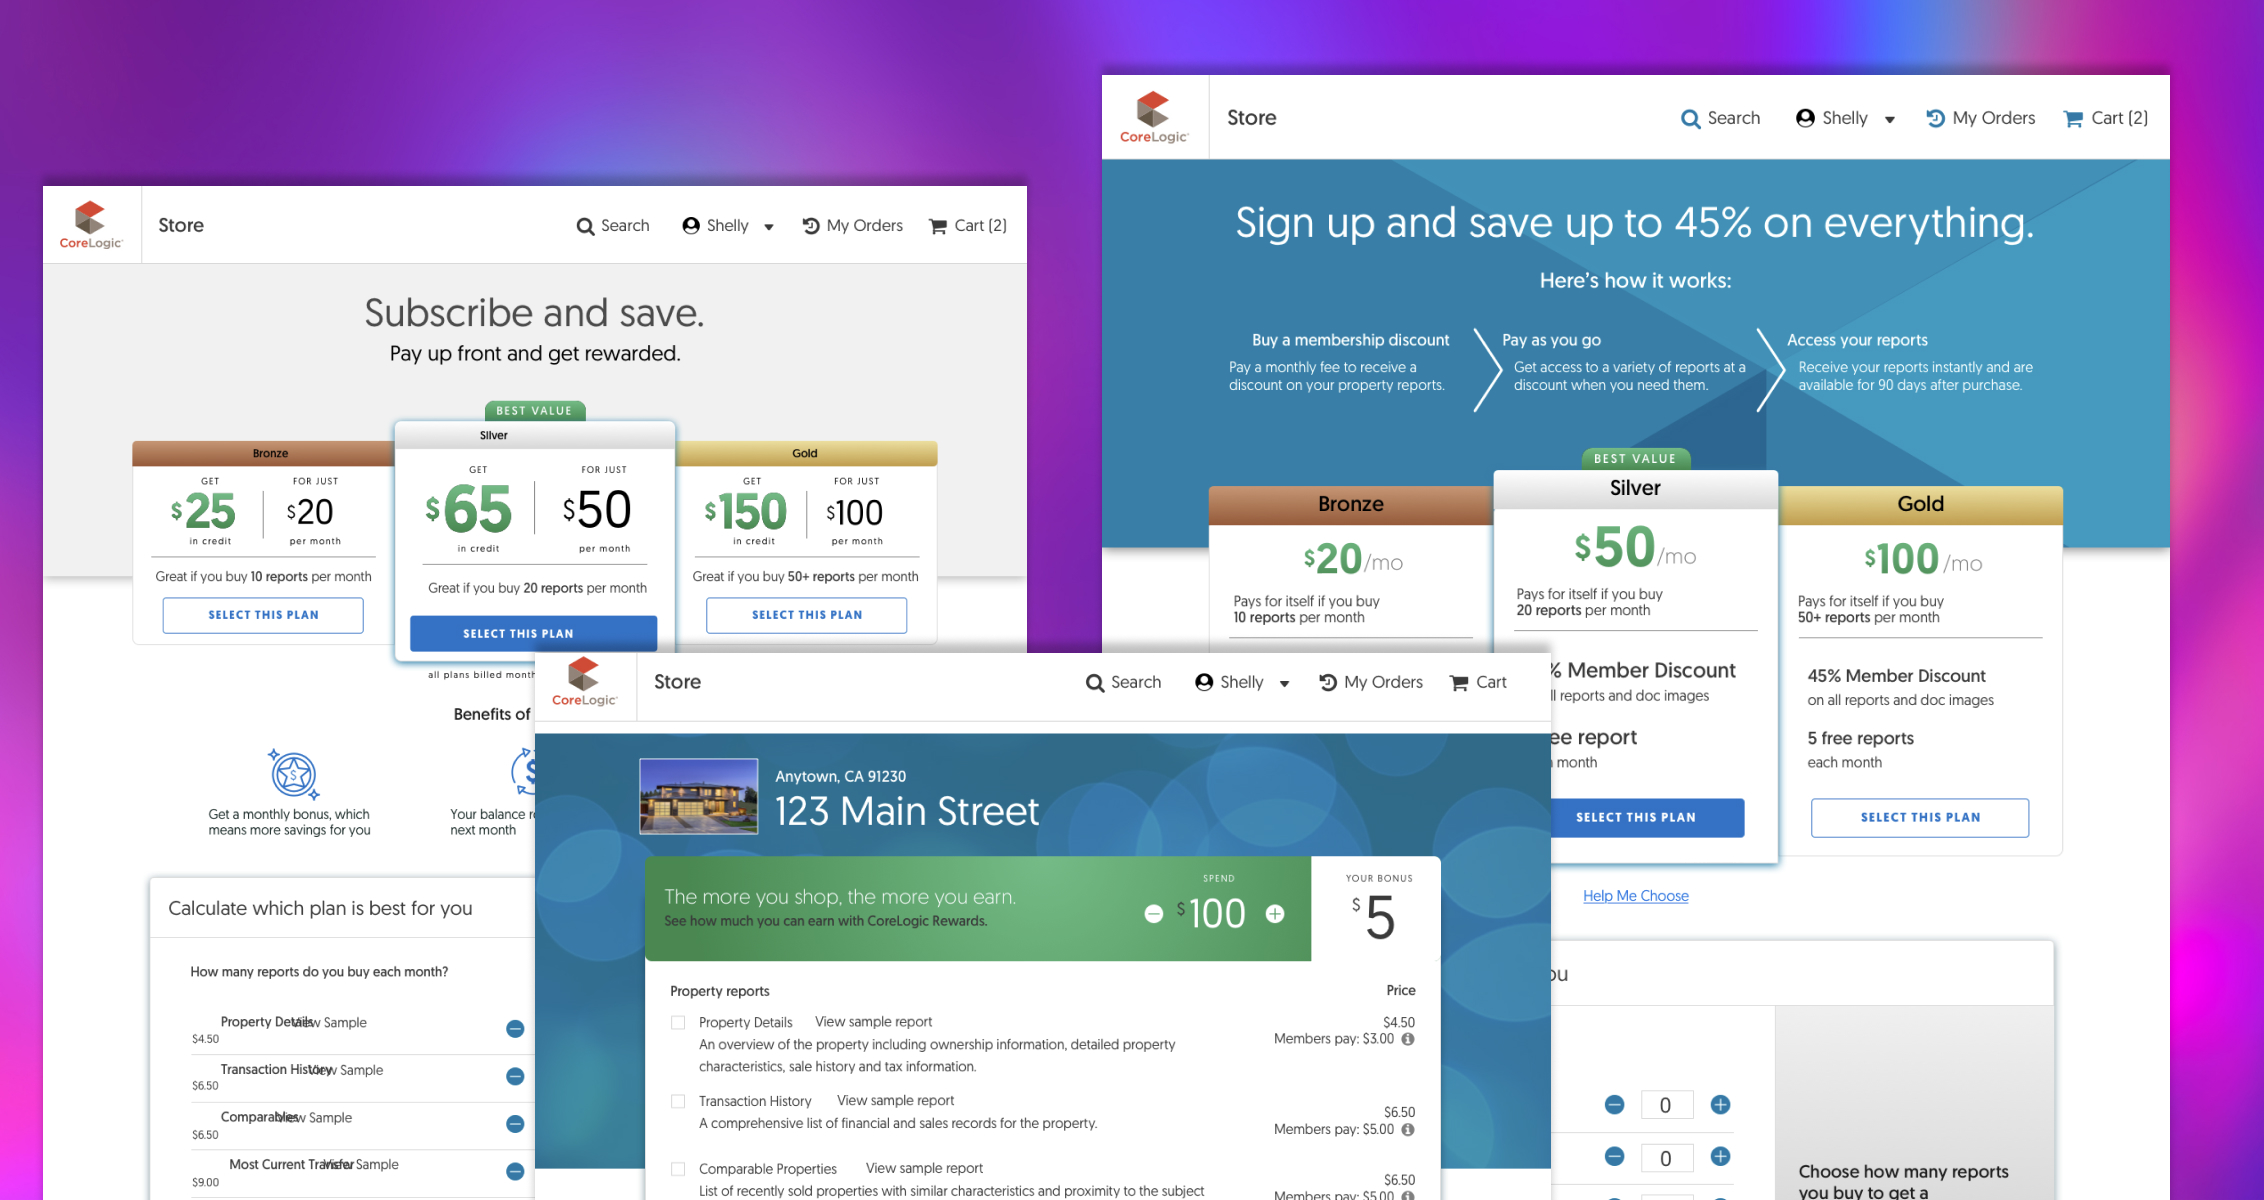 CoreLogic
Store
Search
Shelly
My Orders
Cart (2)
Subscribe and save.
Pay up front and get rewarded.
BEST VALUE
Bronze
GET
$25
in credit
FOR JUST
$20
per month
Great if you buy 10 reports per month
SELECT THIS PLAN
Silver
GET
$65
in credit
FOR JUST
$50
per month
Great if you buy 20 reports per month
SELECT THIS PLAN
Gold
GET
$150
in credit
FOR JUST
$100
per month
Great if you buy 50+ reports per month
SELECT THIS PLAN
all plans billed month
Benefits of
Get a monthly bonus, which
means more savings for you
Your balance
next month
Calculate which plan is best for you
How many reports do you buy each month?
Property Details View Sample
$4.50
Transaction History View Sample
$6.50
Comparables View Sample
$6.50
Most Current Transfer View Sample
$9.00
CoreLogic
Store
Search
Shelly
My Orders
Cart (2)
Sign up and save up to 45% on everything.
Here's how it works:
Buy a membership discount
Pay a monthly fee to receive a
discount on your property reports.
Pay as you go
Get access to a variety of reports at a
discount when you need them.
Access your reports
Receive your reports instantly and are
available for 90 days after purchase.
BEST VALUE
Bronze
$20/mo
Pays for itself if you buy
10 reports per month
Silver
$50/mo
Pays for itself if you buy
20 reports per month
% Member Discount
ll reports and doc images
ee report
month
SELECT THIS PLAN
Gold
$100/mo
Pays for itself if you buy
50+ reports per month
45% Member Discount
on all reports and doc images
5 free reports
each month
SELECT THIS PLAN
Help Me Choose
ou
0
0
Choose how many reports
you buy to get a
CoreLogic
Store
Search
Shelly
My Orders
Cart
Anytown, CA 91230
123 Main Street
The more you shop, the more you earn.
See how much you can earn with CoreLogic Rewards.
SPEND
$100
YOUR BONUS
$5
Property reports
Price
Property Details View sample report
$4.50
Members pay: $3.00
An overview of the property including ownership information, detailed property
characteristics, sale history and tax information.
Transaction History View sample report
$6.50
A comprehensive list of financial and sales records for the property.
Members pay: $5.00
Comparable Properties View sample report
$6.50
List of recently sold properties with similar characteristics and proximity to the subject
Members pay: $5.00